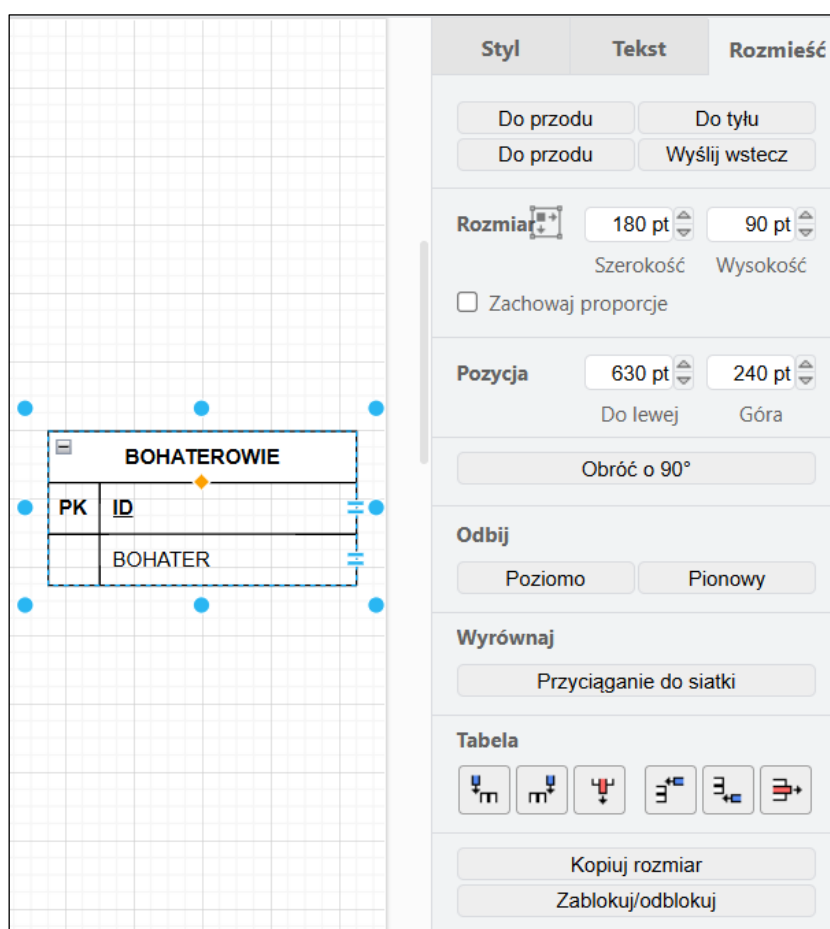 Styl Tekst Rozmieść
Do przodu Do tyłu
Do przodu Wyślij wstecz
Rozmiar 180 pt 90 pt
Szerokość Wysokość
Zachowaj proporcje
Pozycja 630 pt 240 pt
Do lewej Góra
BOHATEROWIE
PK ID
BOHATER
Obróć o 90°
Odbij
Poziomo Pionowy
Wyrównaj
Przyciąganie do siatki
Tabela
Kopiuj rozmiar
Zablokuj/odblokuj